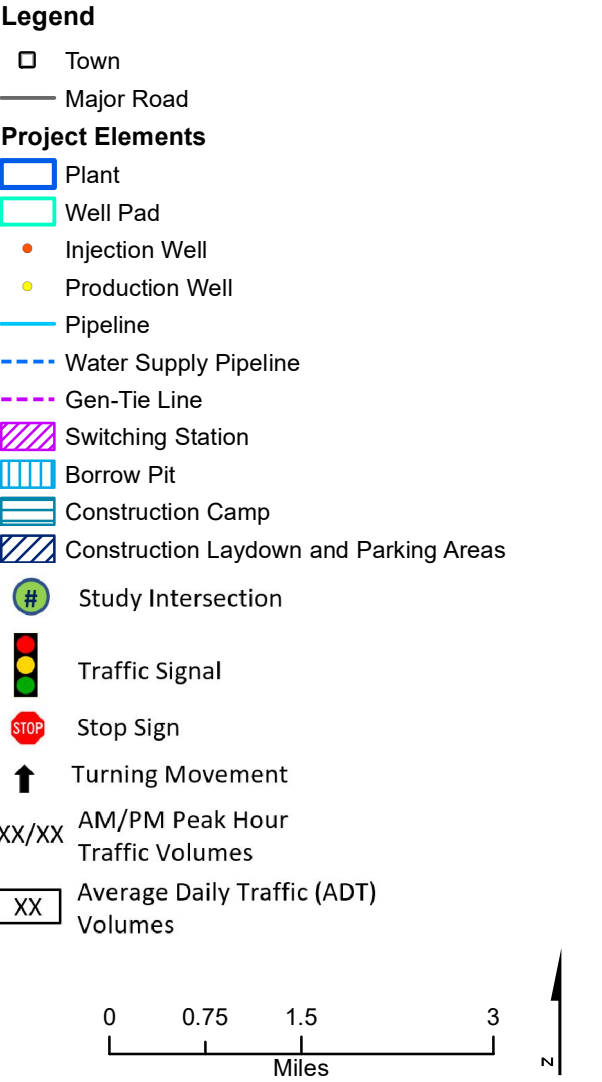 Legend
Town
Major Road
Project Elements
Plant
Well Pad
Injection Well
Production Well
Pipeline
Water Supply Pipeline
Gen-Tie Line
Switching Station
Borrow Pit
Construction Camp
Construction Laydown and Parking Areas
# Study Intersection
Traffic Signal
STOP Stop Sign
Turning Movement
XX/XX AM/PM Peak Hour
Traffic Volumes
XX Average Daily Traffic (ADT)
Volumes
0 0.75 1.5 3
Miles
N